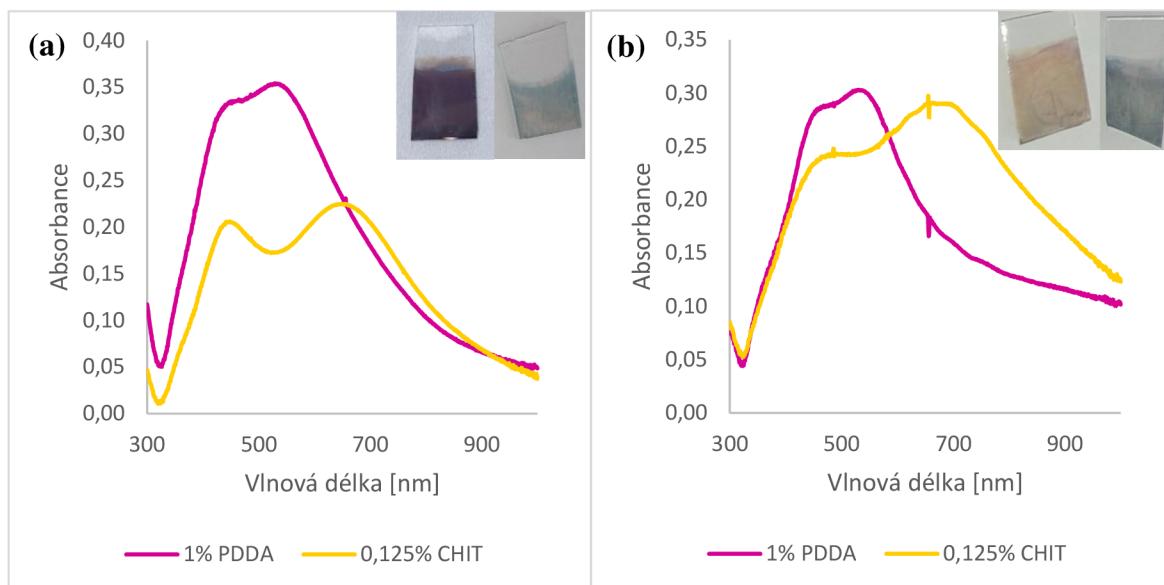 (a)
Absorbance
0,40
0,35
0,30
0,25
0,20
0,15
0,10
0,05
0,00
300 500 700 900
Vlnová délka [nm]
1% PDDA 0,125% CHIT
(b)
Absorbance
0,35
0,30
0,25
0,20
0,15
0,10
0,05
0,00
300 500 700 900
Vlnová délka [nm]
1% PDDA 0,125% CHIT